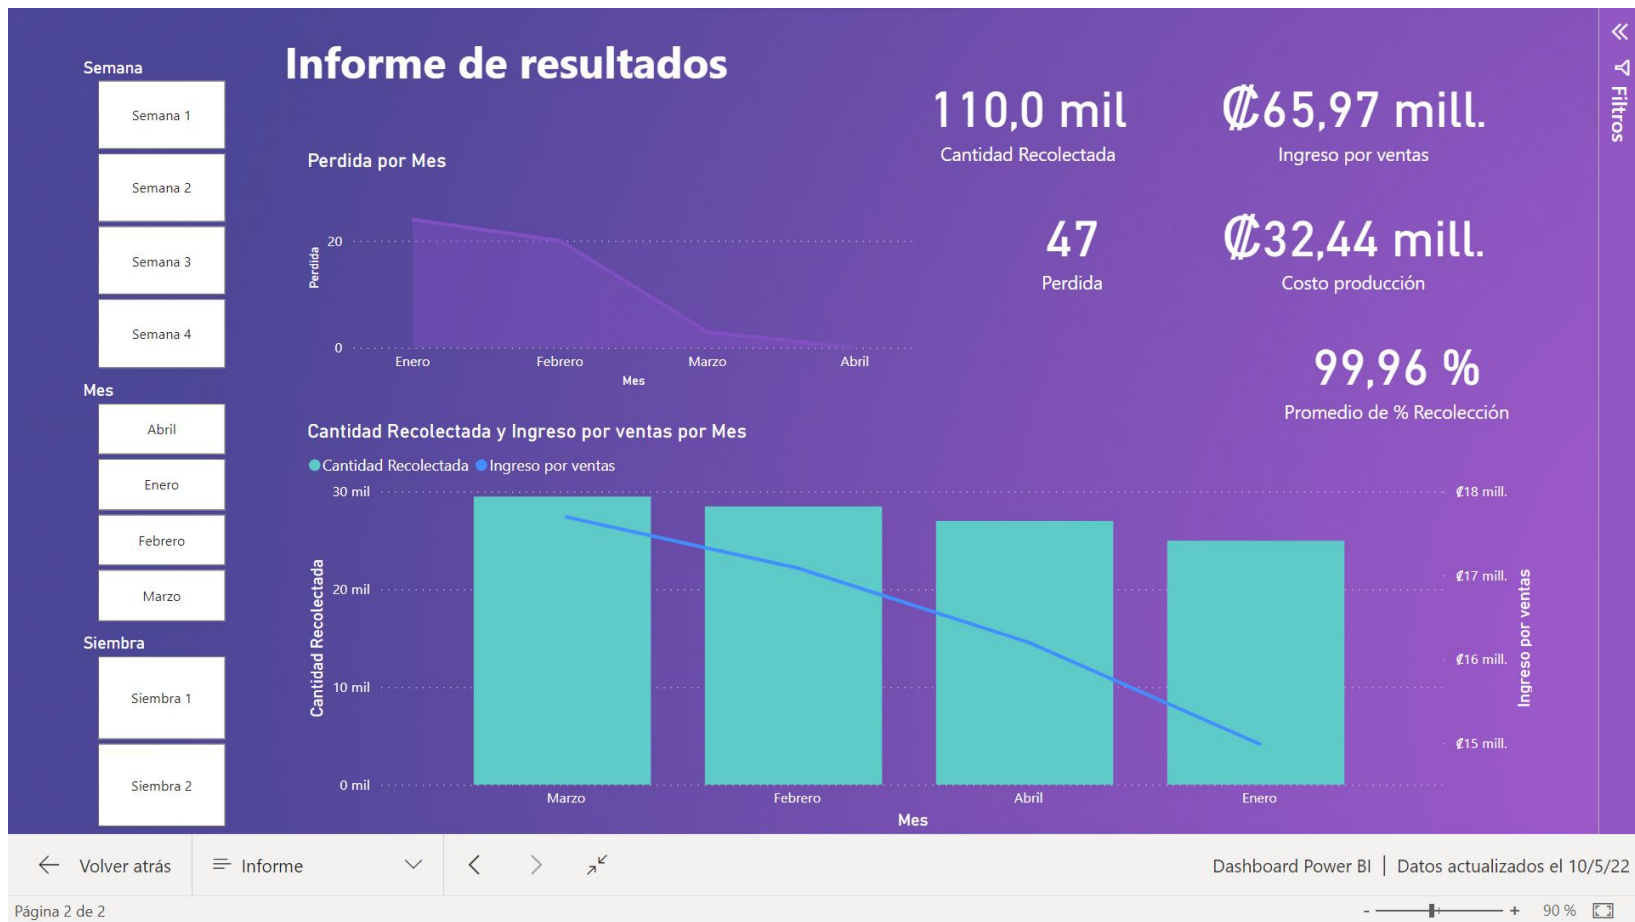 Informe de resultados
Semana
Semana 1
Semana 2
Semana 3
Semana 4
Mes
Abril
Enero
Febrero
Marzo
Siembra
Siembra 1
Siembra 2
Perdida por Mes
Perdida
20
0
Enero Febrero Marzo Abril
Mes
110,0 mil
Cantidad Recolectada
₡65,97 mill.
Ingreso por ventas
47
Perdida
₡32,44 mill.
Costo producción
99,96 %
Promedio de % Recolección
Cantidad Recolectada y Ingreso por ventas por Mes
Cantidad Recolectada Ingreso por ventas
Cantidad Recolectada
30 mil
20 mil
10 mil
0 mil
₡18 mill.
₡17 mill.
₡16 mill.
₡15 mill.
Ingreso por ventas
Marzo Febrero Abril Enero
Mes
Filtros
Volver atrás
Informe
Dashboard Power BI | Datos actualizados el 10/5/22
Página 2 de 2
- + 90 %